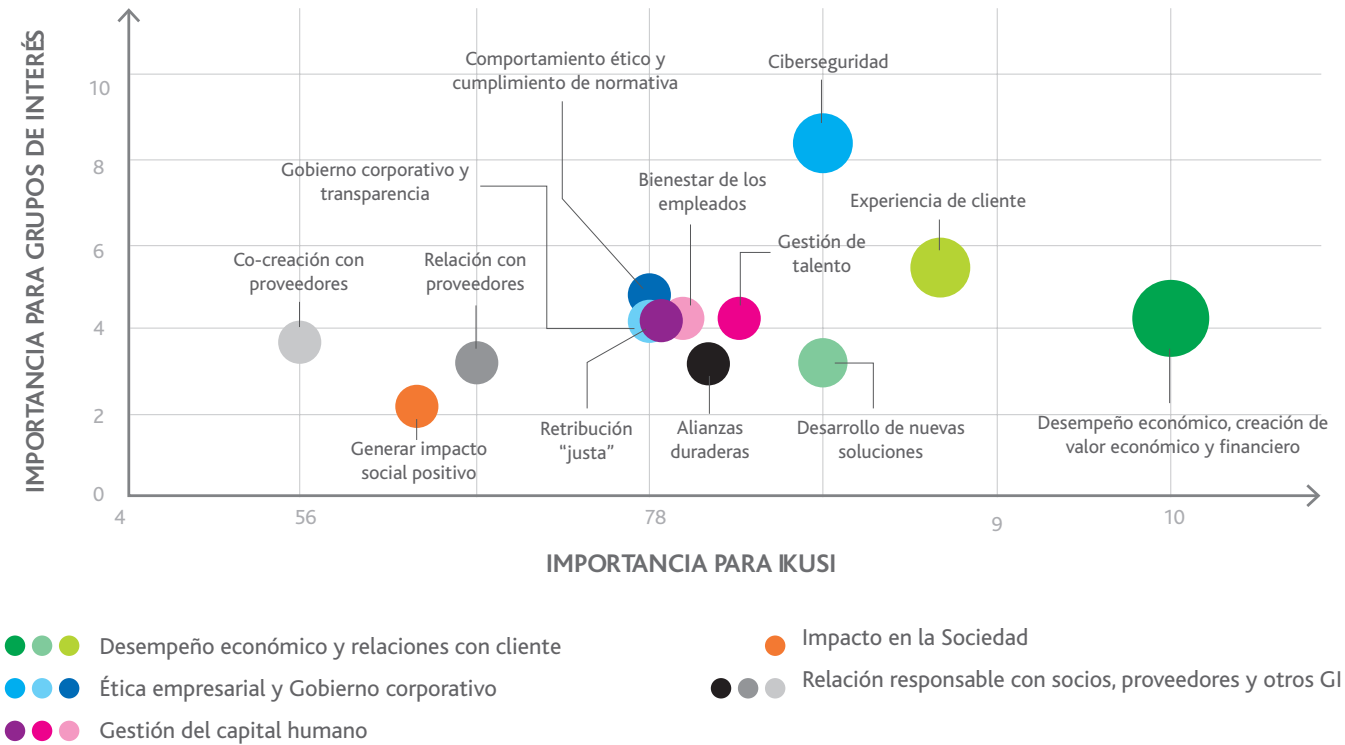 IMPORTANCIA PARA GRUPOS DE INTERÉS
10
8
6
4
2
0
Comportamiento ético y
cumplimiento de normativa
Ciberseguridad
Gobierno corporativo y
transparencia
Bienestar de los
empleados
Experiencia de cliente
Gestión de
talento
Co-creación con
proveedores
Relación con
proveedores
Generar impacto
social positivo
Retribución
“justa”
Alianzas
duraderas
Desarrollo de nuevas
soluciones
Desempeño económico, creación de
valor económico y financiero
4
56
78
9
10
IMPORTANCIA PARA IKUSI
Desempeño económico y relaciones con cliente
Ética empresarial y Gobierno corporativo
Gestión del capital humano
Impacto en la Sociedad
Relación responsable con socios, proveedores y otros GI